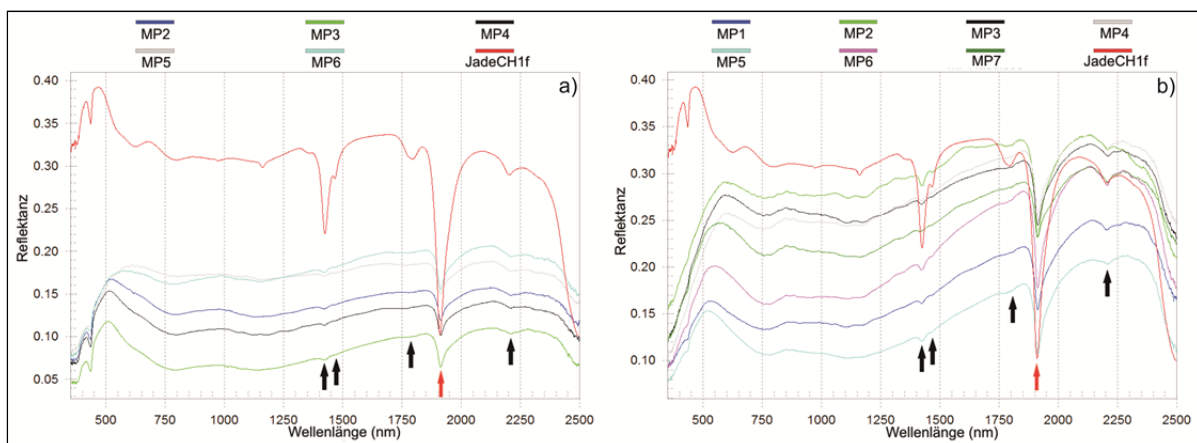 MP2 MP3 MP4
MP5 MP6 JadeCH1f
a)
Reflektanz
0.40
0.35
0.30
0.25
0.20
0.15
0.10
0.05
500 750 1000 1250 1500 1750 2000 2250 2500
Wellenlänge (nm)
MP1 MP2 MP3 MP4
MP5 MP6 MP7 JadeCH1f
b)
Reflektanz
0.40
0.35
0.30
0.25
0.20
0.15
0.10
500 750 1000 1250 1500 1750 2000 2250 2500
Wellenlänge (nm)